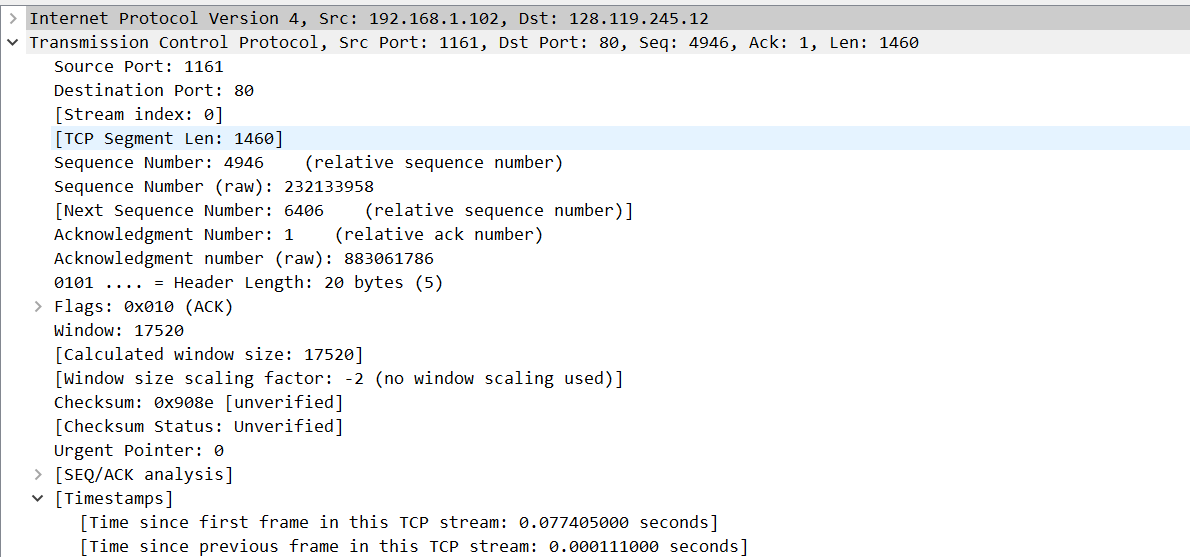 Internet Protocol Version 4, Src: 192.168.1.102, Dst: 128.119.245.12
Transmission Control Protocol, Src Port: 1161, Dst Port: 80, Seq: 4946, Ack: 1, Len: 1460
Source Port: 1161
Destination Port: 80
[Stream index: 0]
[TCP Segment Len: 1460]
Sequence Number: 4946    (relative sequence number)
Sequence Number (raw): 232133958
[Next Sequence Number: 6406    (relative sequence number)]
Acknowledgment Number: 1    (relative ack number)
Acknowledgment number (raw): 883061786
0101 .... = Header Length: 20 bytes (5)
Flags: 0x010 (ACK)
Window: 17520
[Calculated window size: 17520]
[Window size scaling factor: -2 (no window scaling used)]
Checksum: 0x908e [unverified]
[Checksum Status: Unverified]
Urgent Pointer: 0
[SEQ/ACK analysis]
[Timestamps]
[Time since first frame in this TCP stream: 0.077405000 seconds]
[Time since previous frame in this TCP stream: 0.000111000 seconds]